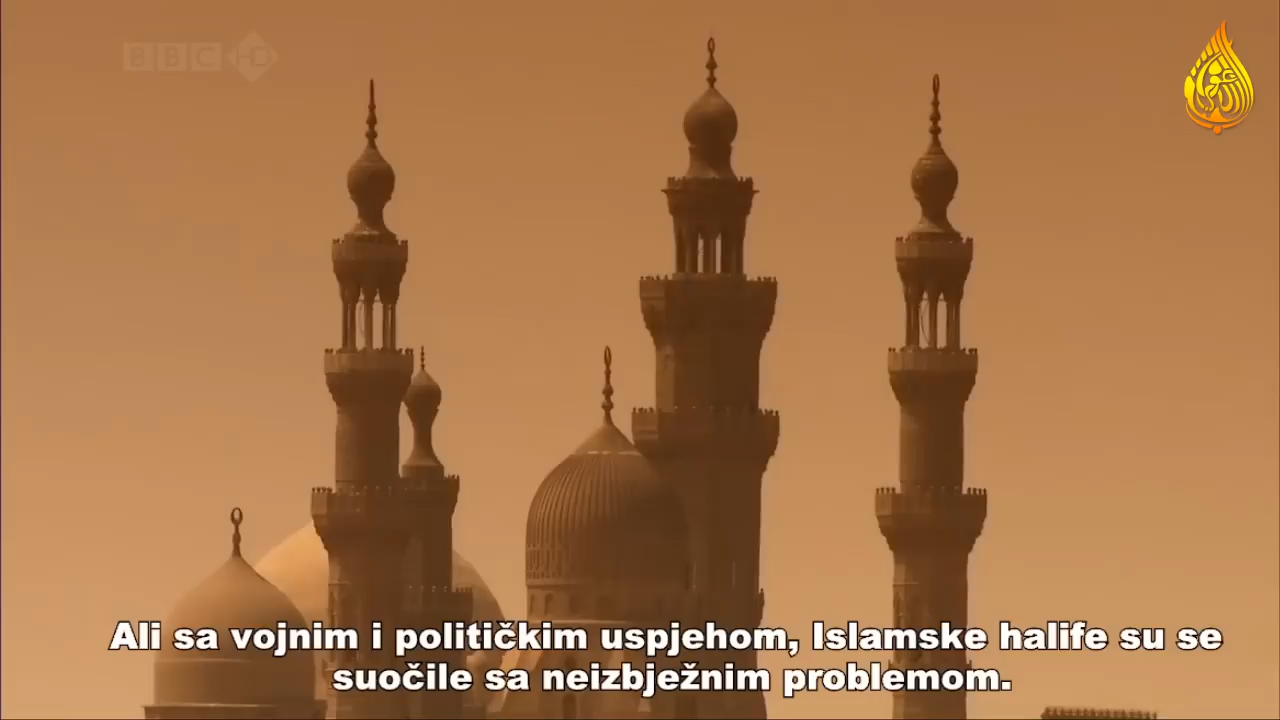 BBC HD
Ali sa vojnim i političkim uspjehom, Islamske halife su se
suočile sa neizbježnim problemom.